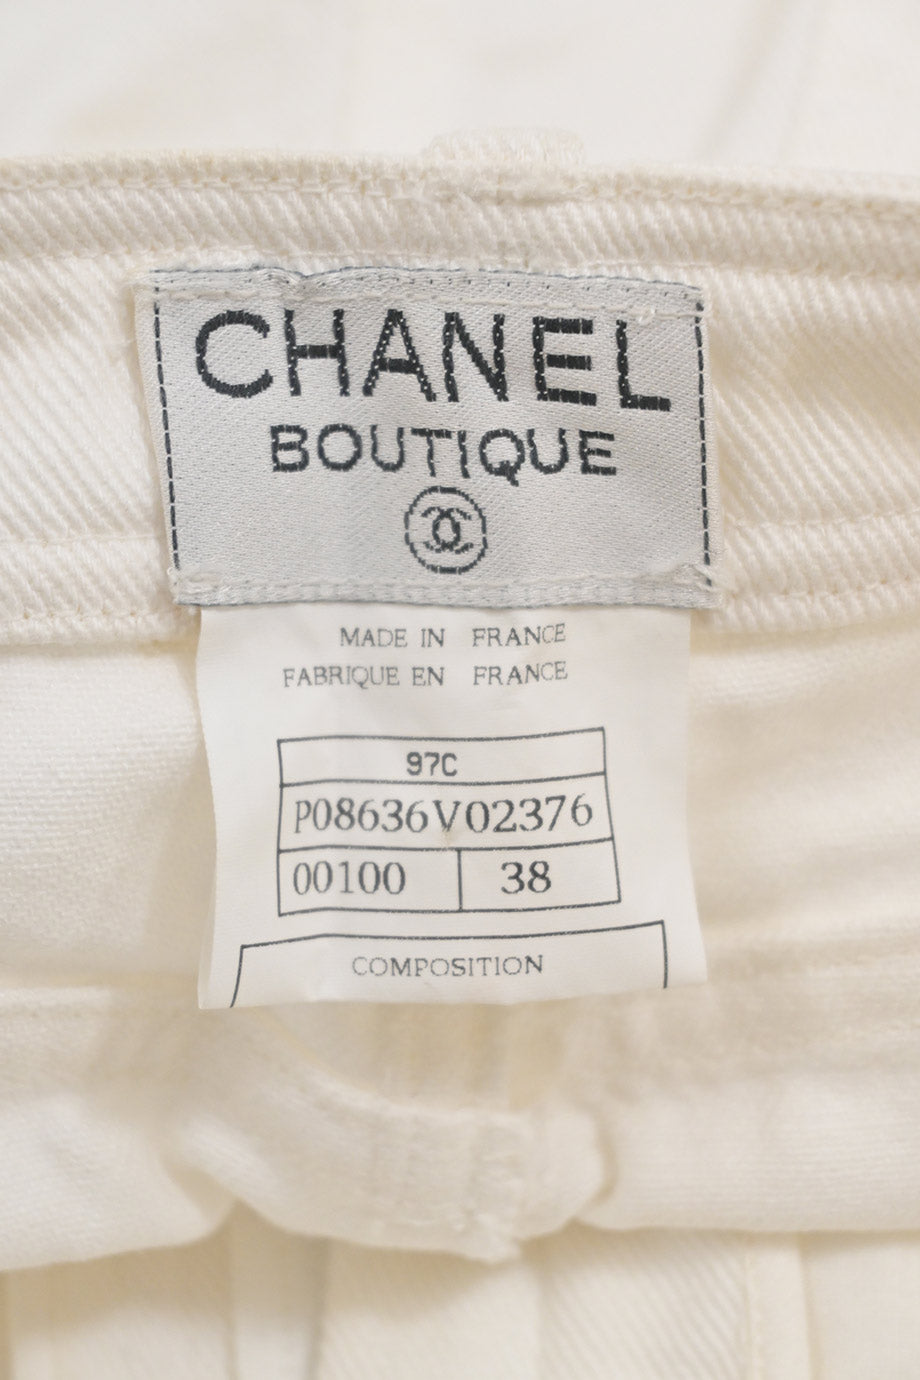 CHANEL
BOUTIQUE
MADE IN FRANCE
FABRIQUE EN FRANCE
97C
P08636V02376
00100 38
COMPOSITION